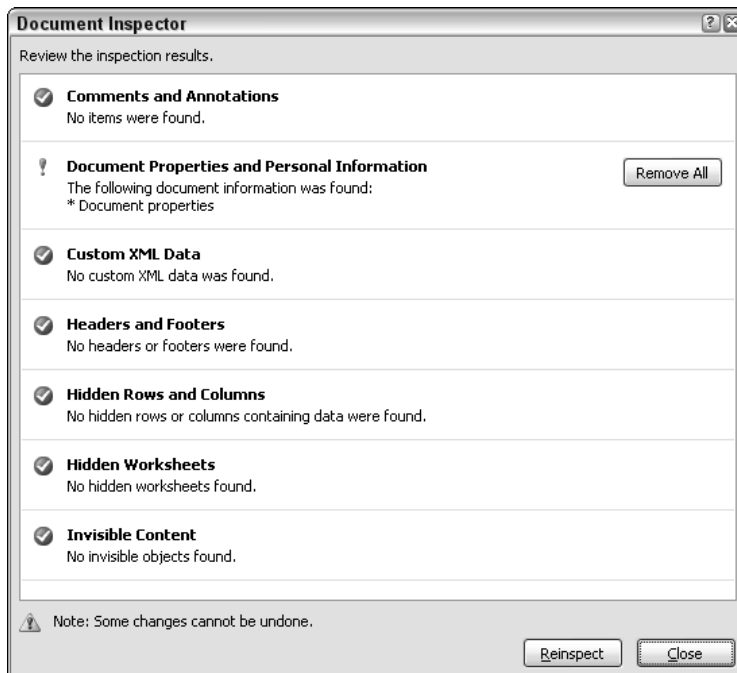 Document Inspector
Review the inspection results.
Comments and Annotations
No items were found.
Document Properties and Personal Information
Remove All
The following document information was found:
* Document properties
Custom XML Data
No custom XML data was found.
Headers and Footers
No headers or footers were found.
Hidden Rows and Columns
No hidden rows or columns containing data were found.
Hidden Worksheets
No hidden worksheets found.
Invisible Content
No invisible objects found.
Note: Some changes cannot be undone.
Reinspect
Close